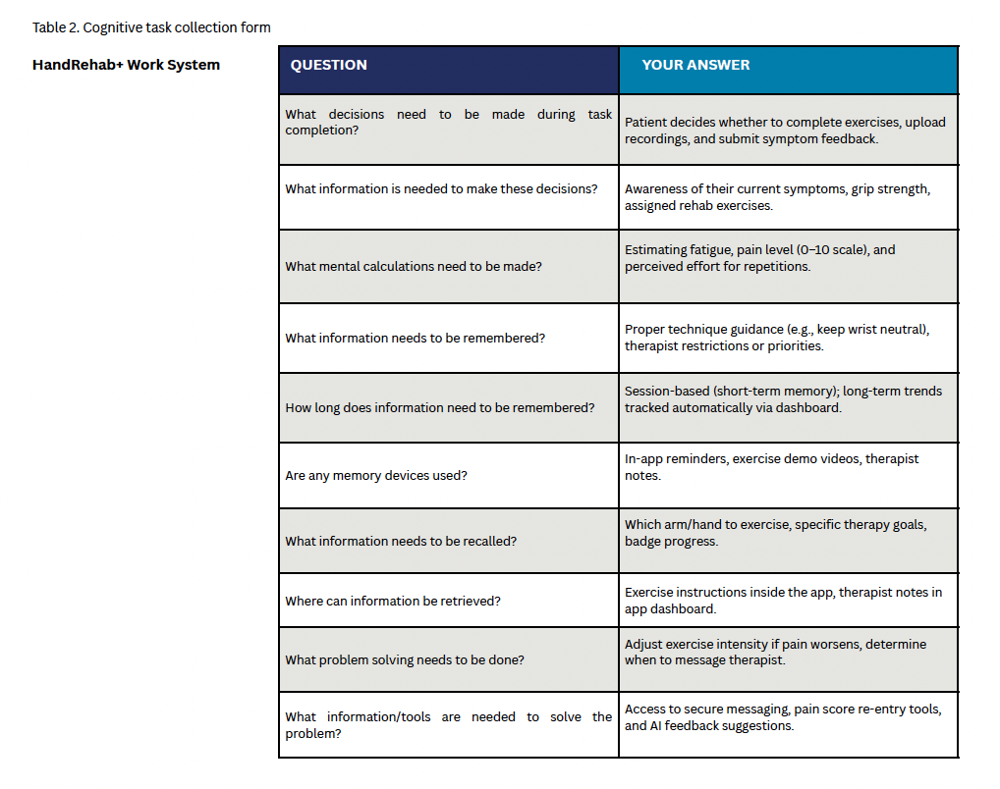 Table 2. Cognitive task collection form
HandRehab+ Work System
QUESTION
YOUR ANSWER
What decisions need to be made during task
completion?
Patient decides whether to complete exercises, upload
recordings, and submit symptom feedback.
What information is needed to make these decisions?
Awareness of their current symptoms, grip strength,
assigned rehab exercises.
What mental calculations need to be made?
Estimating fatigue, pain level (0–10 scale), and
perceived effort for repetitions.
What information needs to be remembered?
Proper technique guidance (e.g., keep wrist neutral),
therapist restrictions or priorities.
How long does information need to be remembered?
Session-based (short-term memory); long-term trends
tracked automatically via dashboard.
Are any memory devices used?
In-app reminders, exercise demo videos, therapist
notes.
What information needs to be recalled?
Which arm/hand to exercise, specific therapy goals,
badge progress.
Where can information be retrieved?
Exercise instructions inside the app, therapist notes in
app dashboard.
What problem solving needs to be done?
Adjust exercise intensity if pain worsens, determine
when to message therapist.
What information/tools are needed to solve the
problem?
Access to secure messaging, pain score re-entry tools,
and AI feedback suggestions.